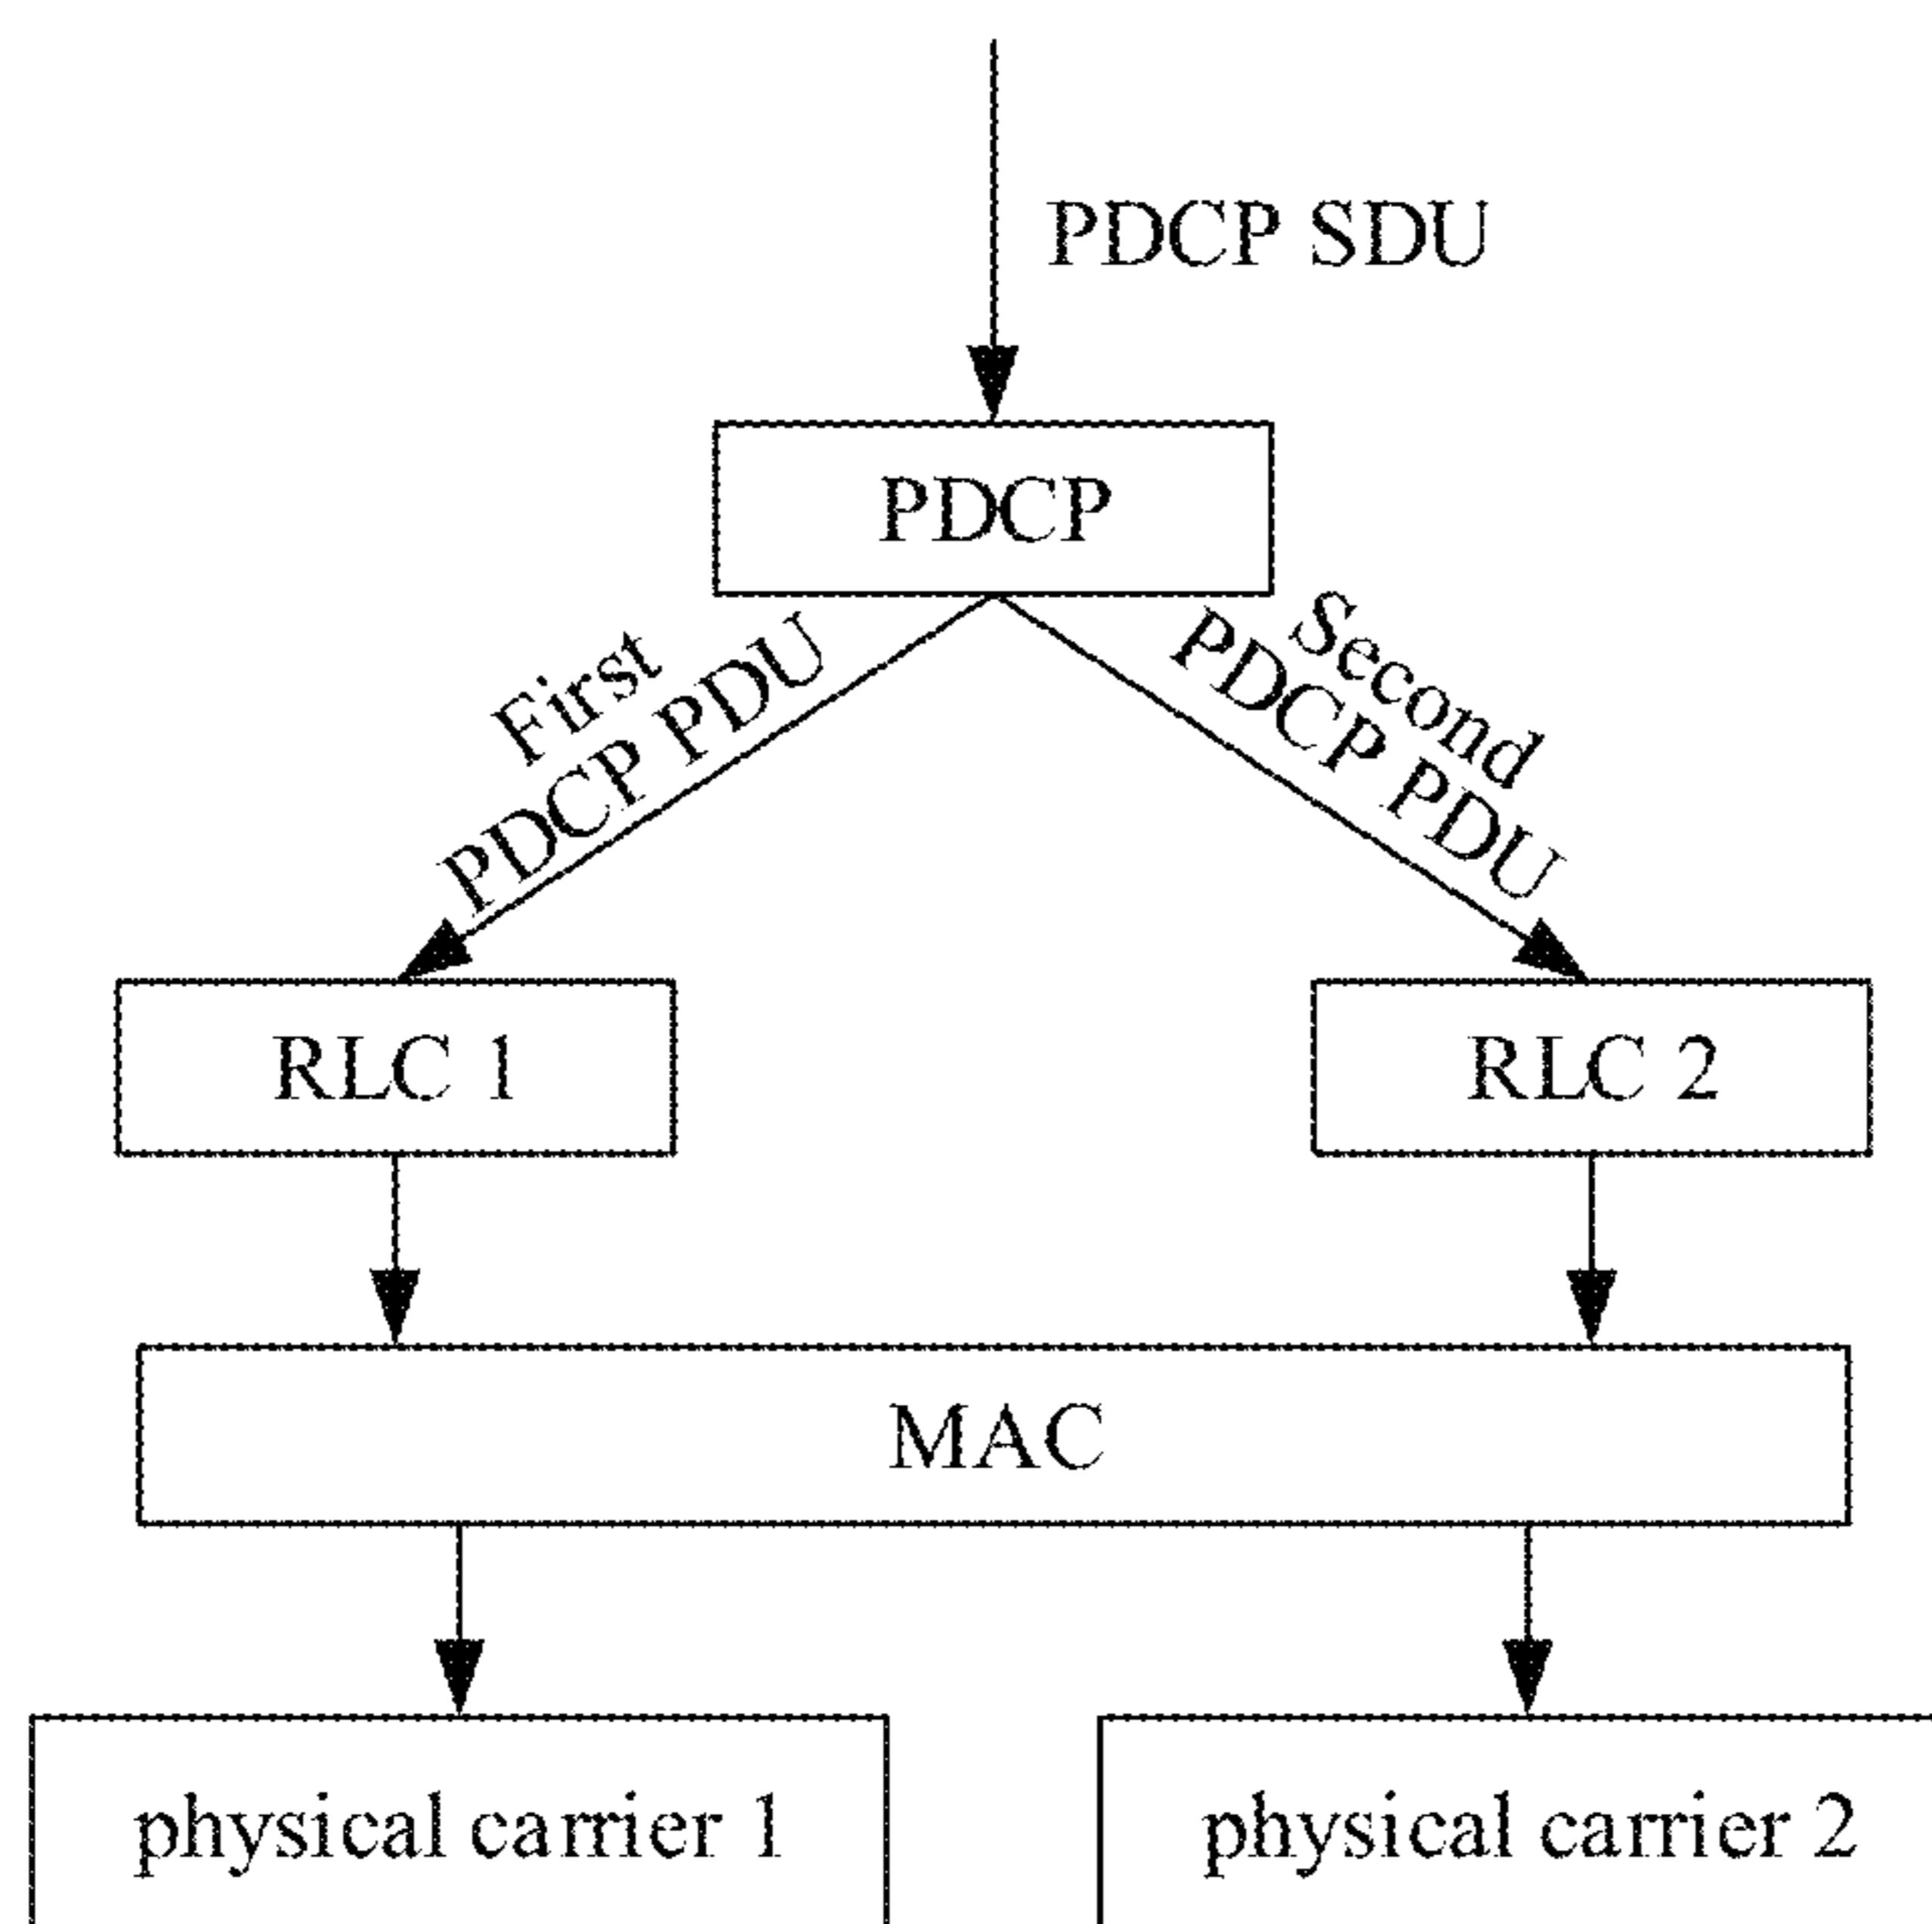 PDCP SDU
PDCP
First
PDCP PDU
Second
PDCP PDU
RLC 1
RLC 2
MAC
physical carrier 1
physical carrier 2